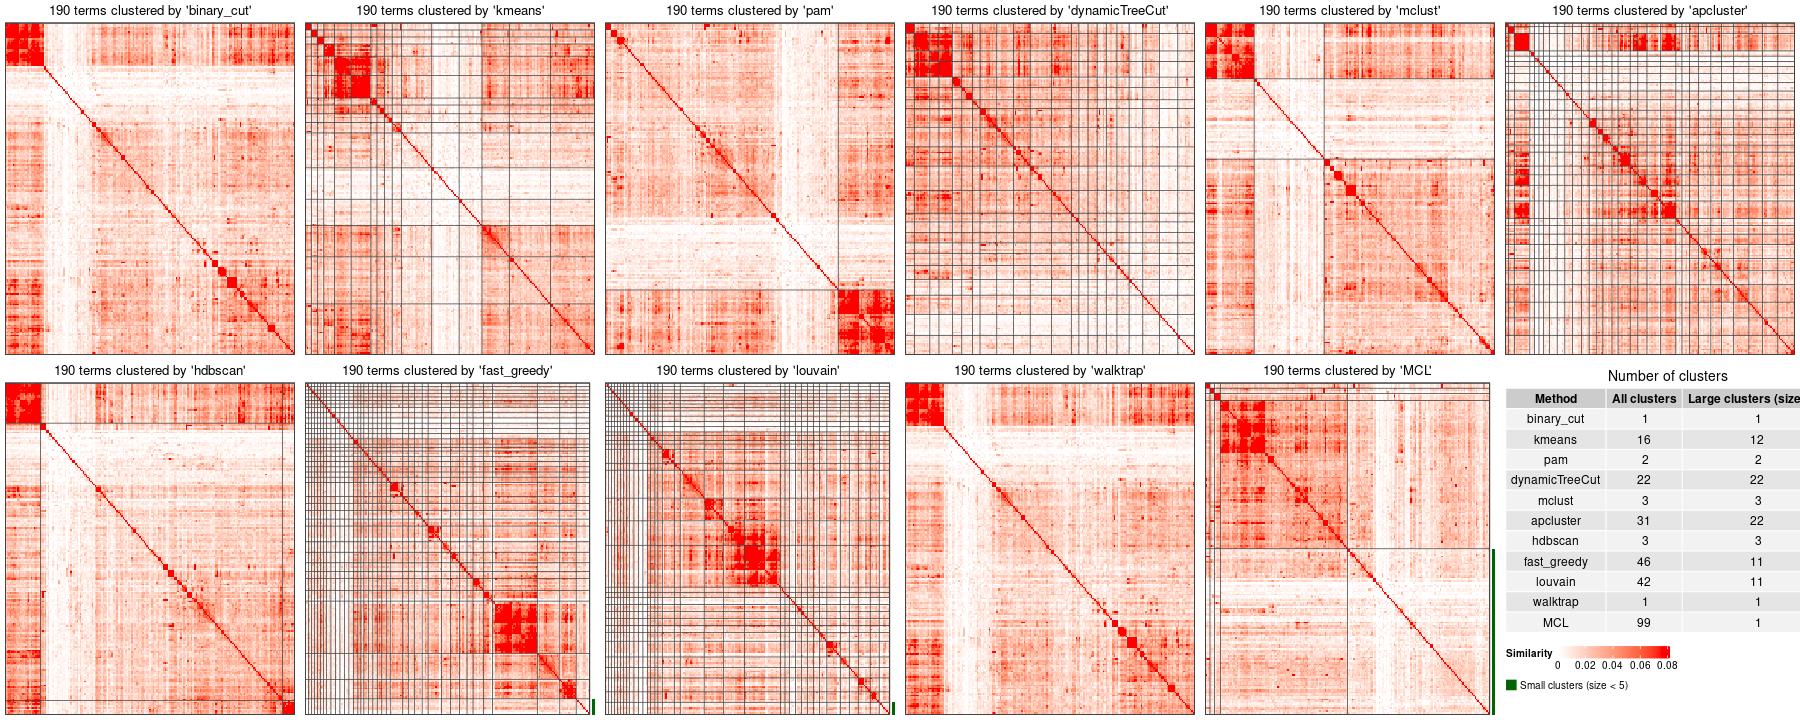 190 terms clustered by 'binary_cut'
190 terms clustered by 'kmeans'
190 terms clustered by 'pam'
190 terms clustered by 'dynamicTreeCut'
190 terms clustered by 'mclust'
190 terms clustered by 'apcluster'
190 terms clustered by 'hdbscan'
190 terms clustered by 'fast_greedy'
190 terms clustered by 'louvain'
190 terms clustered by 'walktrap'
190 terms clustered by 'MCL'
Number of clusters
Method All clusters Large clusters (size
binary_cut 1 1
kmeans 16 12
pam 2 2
dynamicTreeCut 22 22
mclust 3 3
apcluster 31 22
hdbscan 3 3
fast_greedy 46 11
louvain 42 11
walktrap 1 1
MCL 99 1
Similarity
0 0.02 0.04 0.06 0.08
Small clusters (size < 5)